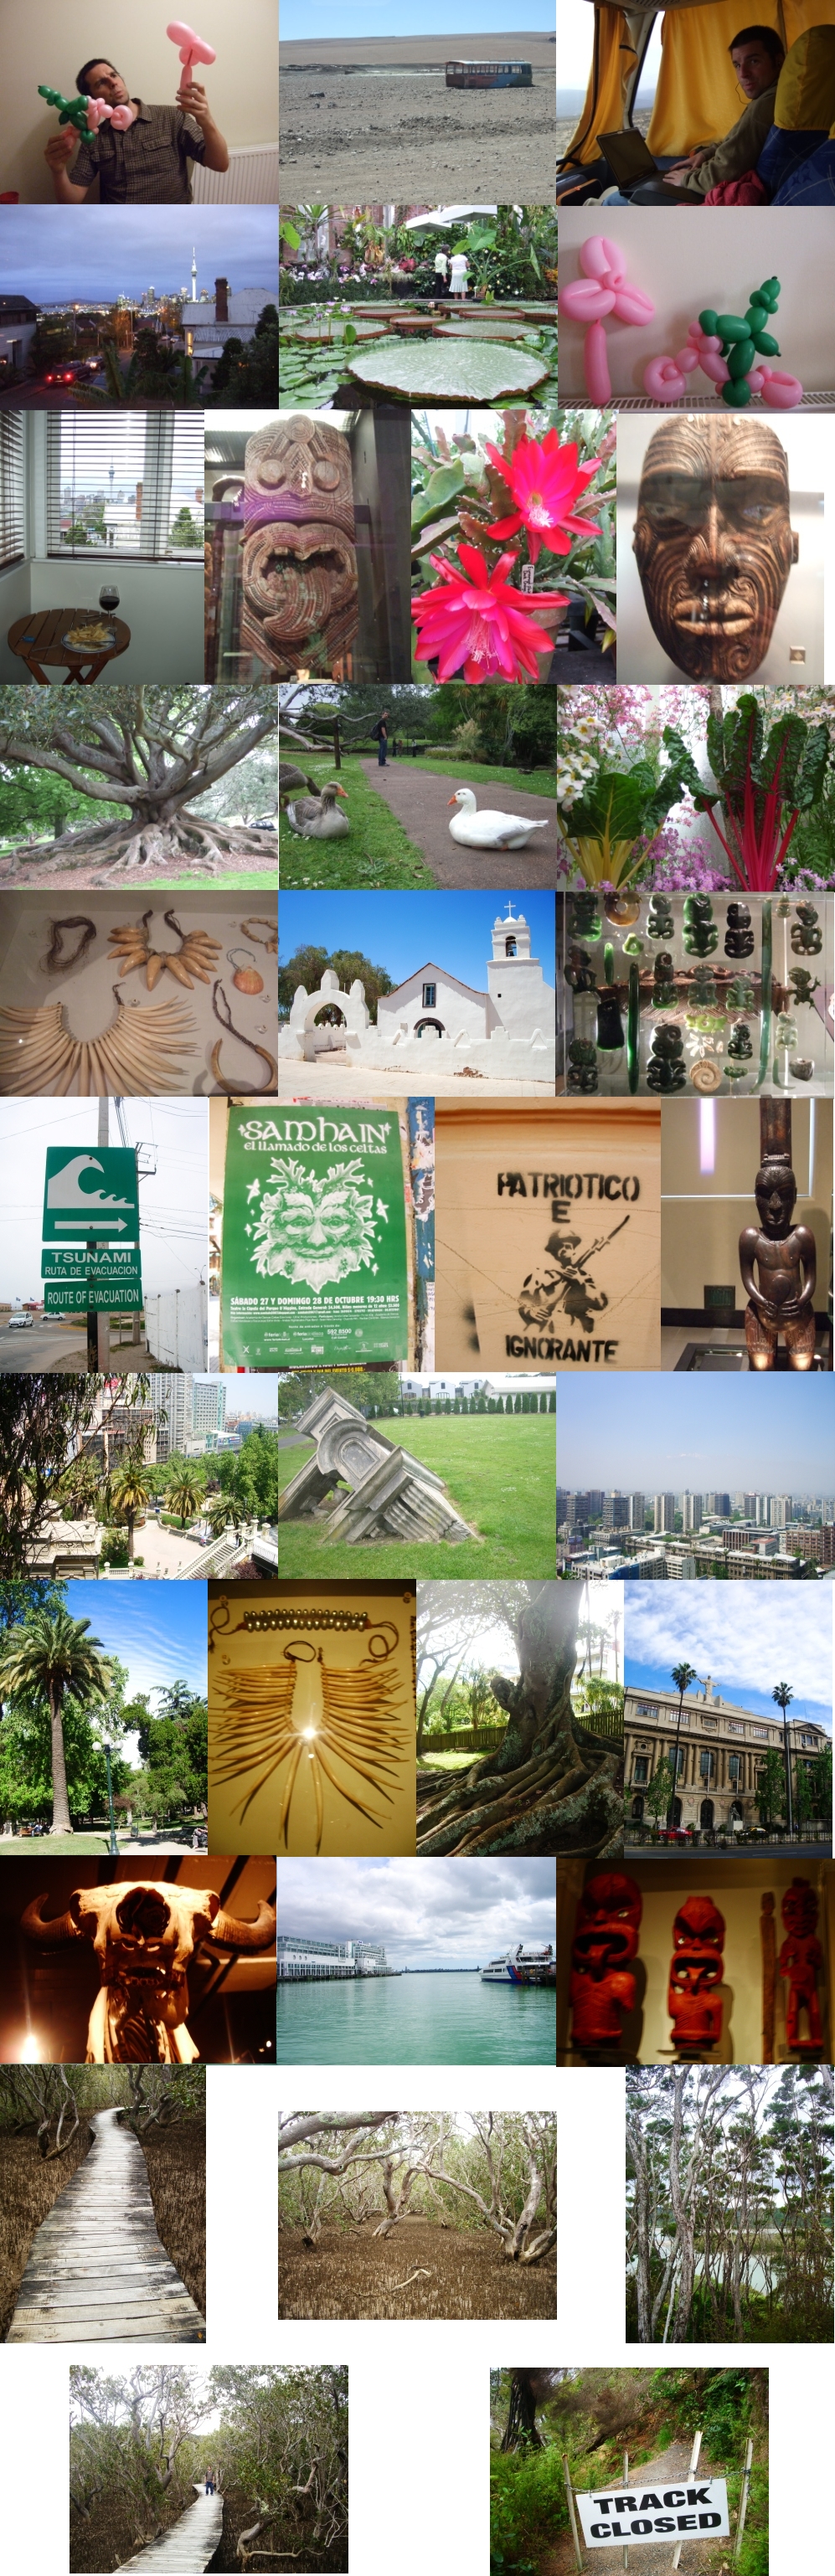 TSUNAMI
RUTA DE EVACUACION
ROUTE OF EVACUATION
SAMHAIN
el llamado de los celtas
SÁBADO 27 Y DOMINGO 28 DE OCTUBRE 19:30 HRS
PATRIOTICO
E
IGNORANTE
TRACK
CLOSED